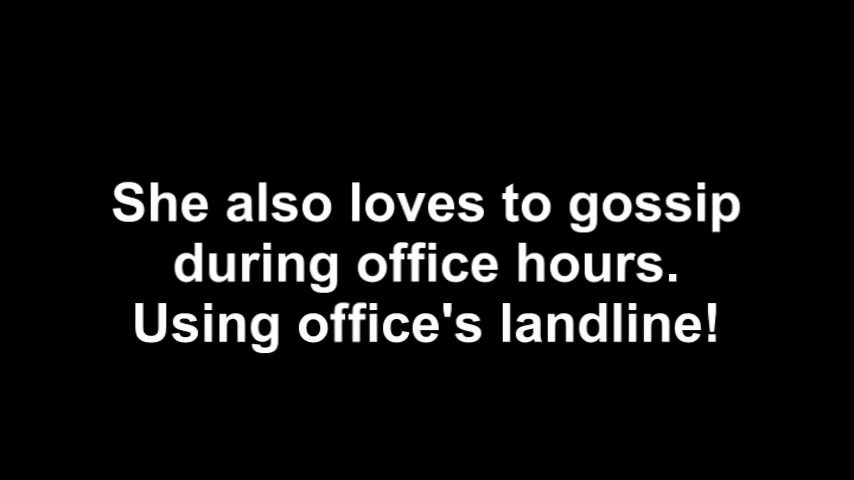 She also loves to gossip
during office hours.
Using office's landline!